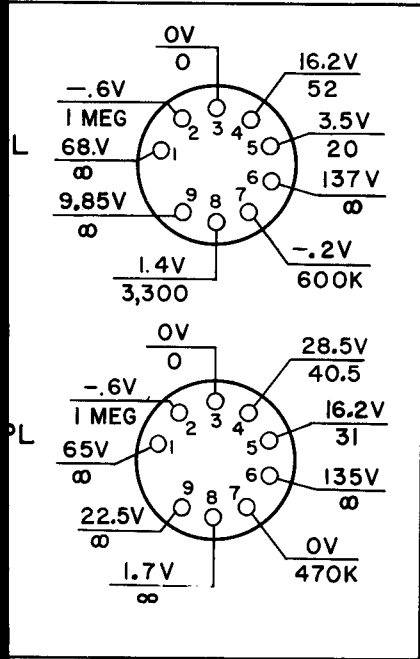 0V
0
16.2V
52
-.6V
1 MEG
3.5V
20
2
3
4
L
68.V
∞
1
5
6
137V
∞
9.85V
∞
9
8
7
1.4V
3,300
-.2V
600K
0V
0
28.5V
40.5
-.6V
1 MEG
2
3
4
16.2V
31
PL
65V
∞
1
5
6
135V
∞
22.5V
∞
9
8
7
1.7V
∞
0V
470K